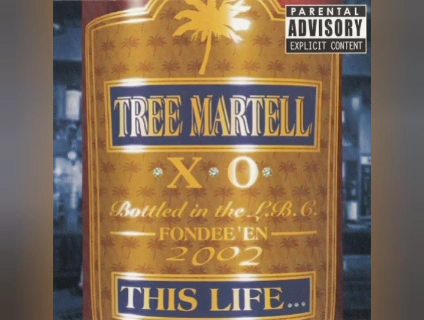 PARENTAL
ADVISORY
EXPLICIT CONTENT
TREE MARTELL
X·O
Bottled in the L.B.C.
FONDEE'EN
2002
THIS LIFE...